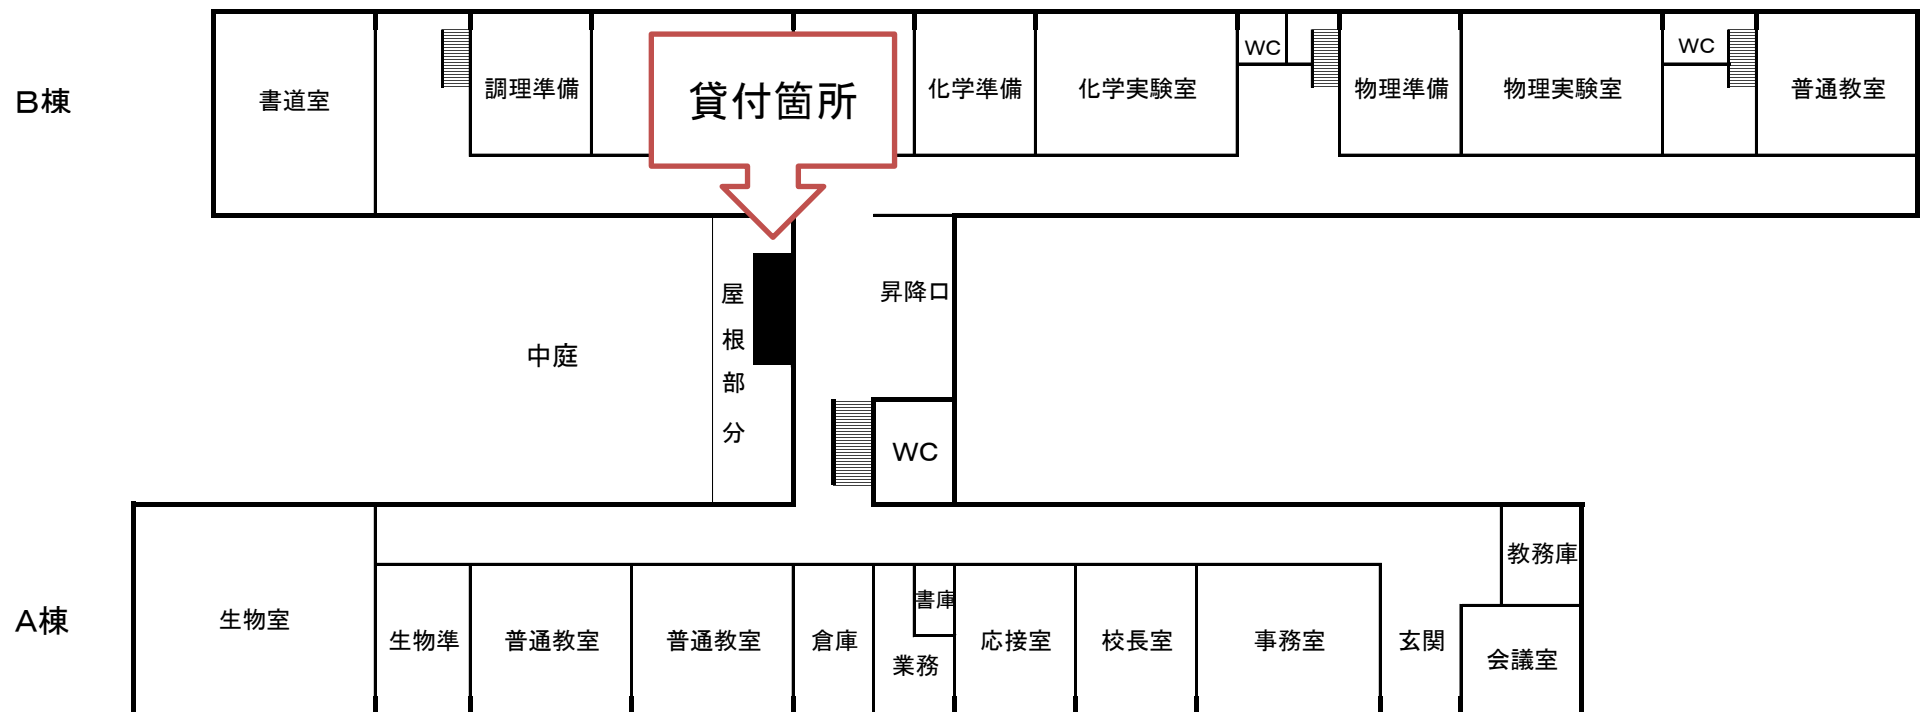 B棟
書道室
調理準備
貸付箇所
化学準備
化学実験室
WC
物理準備
物理実験室
WC
普通教室
屋根部分
昇降口
中庭
WC
A棟
生物室
生物準
普通教室
普通教室
倉庫
書庫
業務
応接室
校長室
事務室
玄関
教務庫
会議室